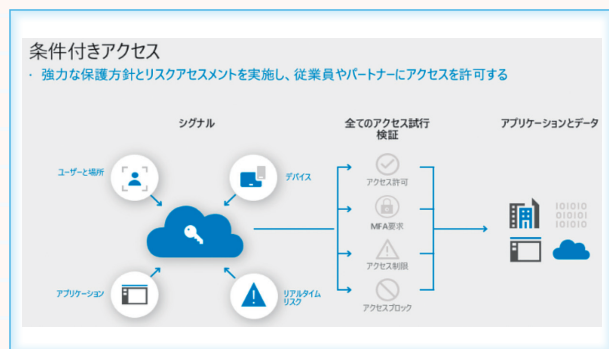 条件付きアクセス
・ 強力な保護方針とリスクアセスメントを実施し、従業員やパートナーにアクセスを許可する
シグナル
全てのアクセス試行
検証
アプリケーションとデータ
ユーザーと場所
デバイス
アクセス許可
MFA要求
アクセス制限
アクセスブロック
アプリケーション
リアルタイム
リスク
101010
010101
101010